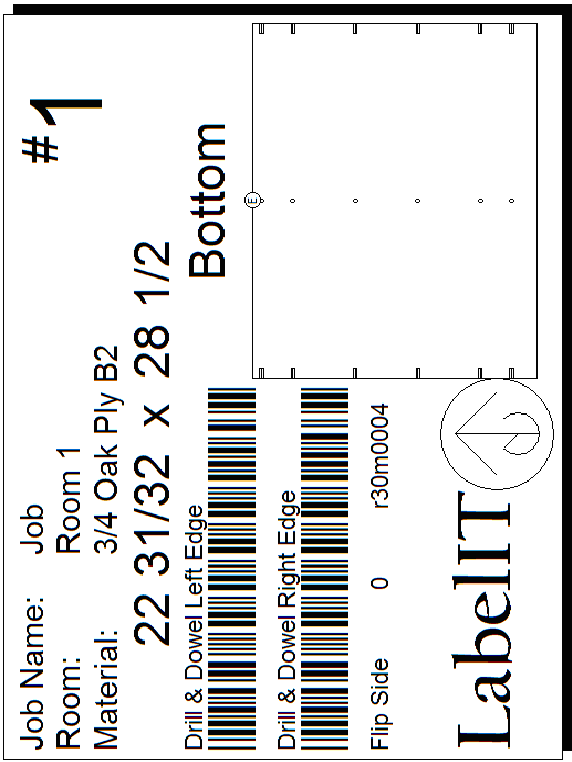 #1
Job Name: Job
Room: Room 1
Material: 3/4 Oak Ply B2
22 31/32 x 28 1/2
Bottom
Drill & Dowel Left Edge
Drill & Dowel Right Edge
Flip Side 0 r30m0004
E
LabelIT